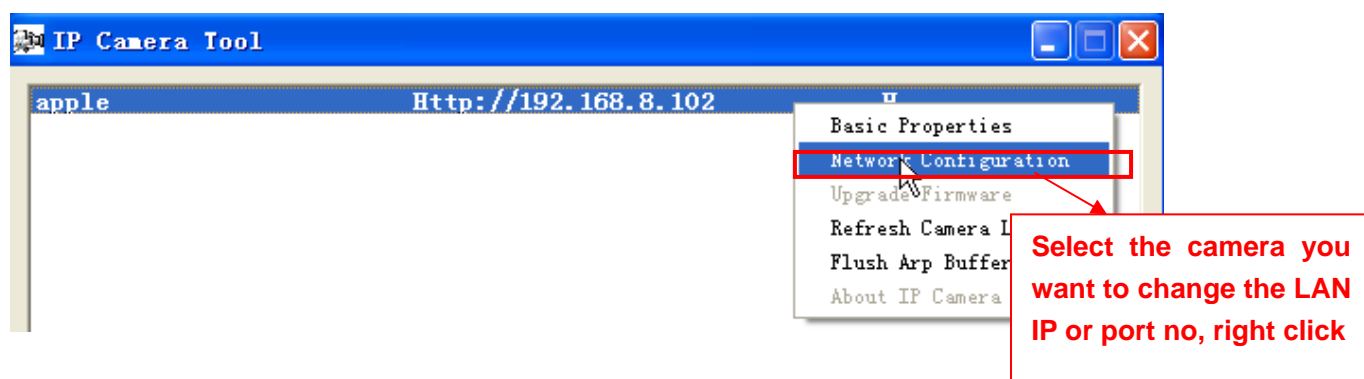 IP Camera Tool
apple Http://192.168.8.102
Basic Properties
Network Configuration
Upgrade Firmware
Refresh Camera
Flush Arp Buffer
About IP Camera
Select the camera you
want to change the LAN
IP or port no, right click